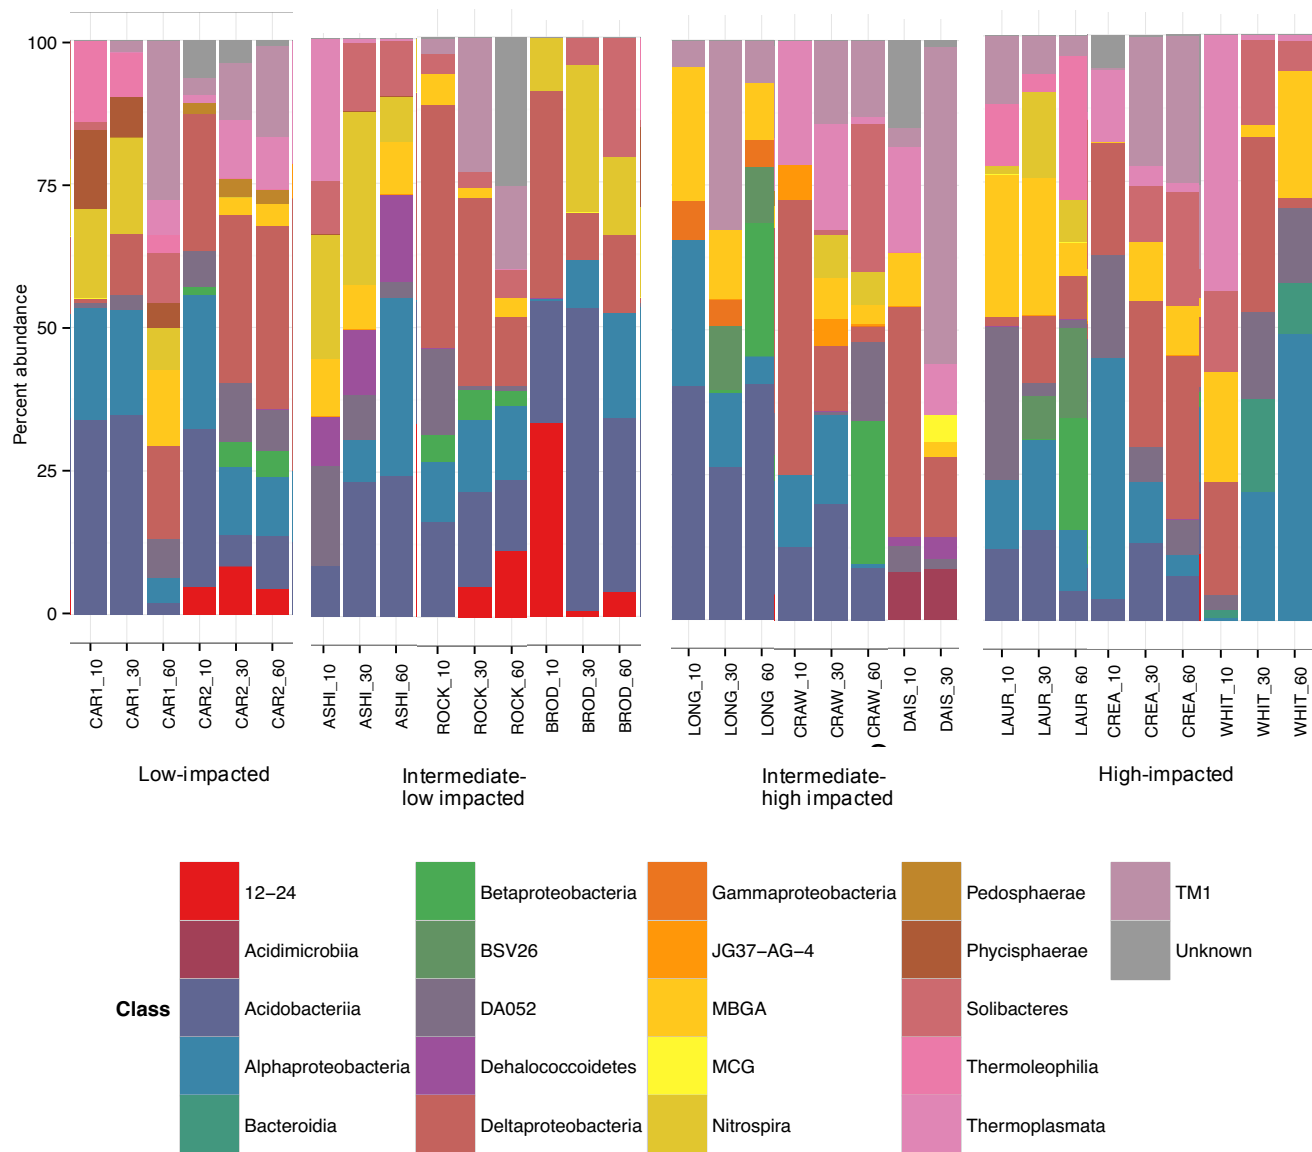 100
75
50
25
0
Percent abundance
CAR1_10
CAR1_30
CAR1_60
CAR2_10
CAR2_30
CAR2_60
ASHI_10
ASHI_30
ASHI_60
ROCK_10
ROCK_30
ROCK_60
BROD_10
BROD_30
BROD_60
LONG_10
LONG_30
LONG_60
CRAW_10
CRAW_30
CRAW_60
DAIS_10
DAIS_30
LAUR_10
LAUR_30
LAUR_60
CREA_10
CREA_30
CREA_60
WHIT_10
WHIT_30
WHIT_60
Low-impacted
Intermediate-
low impacted
Intermediate-
high impacted
High-impacted
Class
12−24
Acidimicrobiia
Acidobacteriia
Alphaproteobacteria
Bacteroidia
Betaproteobacteria
BSV26
DA052
Dehalococcoidetes
Deltaproteobacteria
Gammaproteobacteria
JG37−AG−4
MBGA
MCG
Nitrospira
Pedosphaerae
Phycisphaerae
Solibacteres
Thermoleophilia
Thermoplasmata
TM1
Unknown